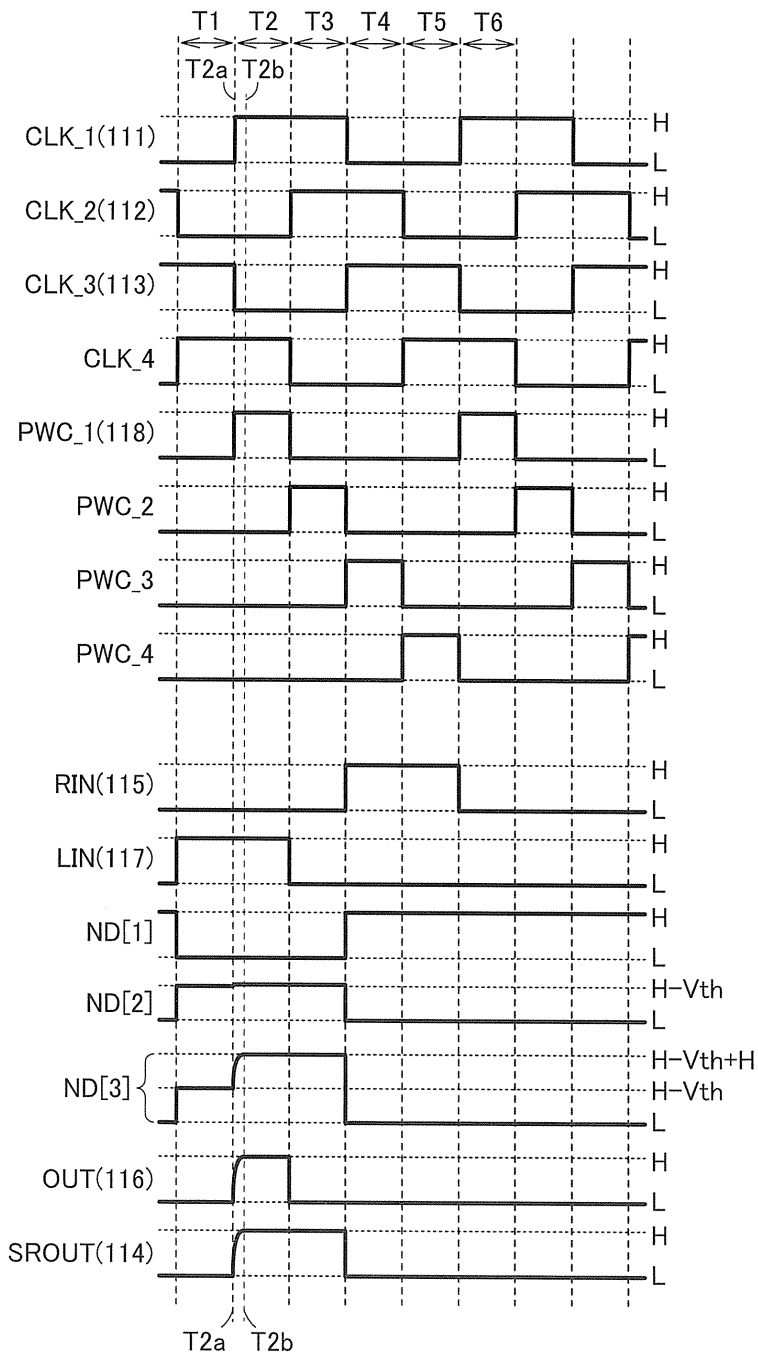 T1 T2 T3 T4 T5 T6
T2a T2b
CLK_1(111) H
L
CLK_2(112) H
L
CLK_3(113) H
L
CLK_4 H
L
PWC_1(118) H
L
PWC_2 H
L
PWC_3 H
L
PWC_4 H
L
RIN(115) H
L
LIN(117) H
L
ND[1] H
L
ND[2] H-Vth
L
ND[3] H-Vth+H
H-Vth
L
OUT(116) H
L
SROUT(114) H
L
T2a T2b